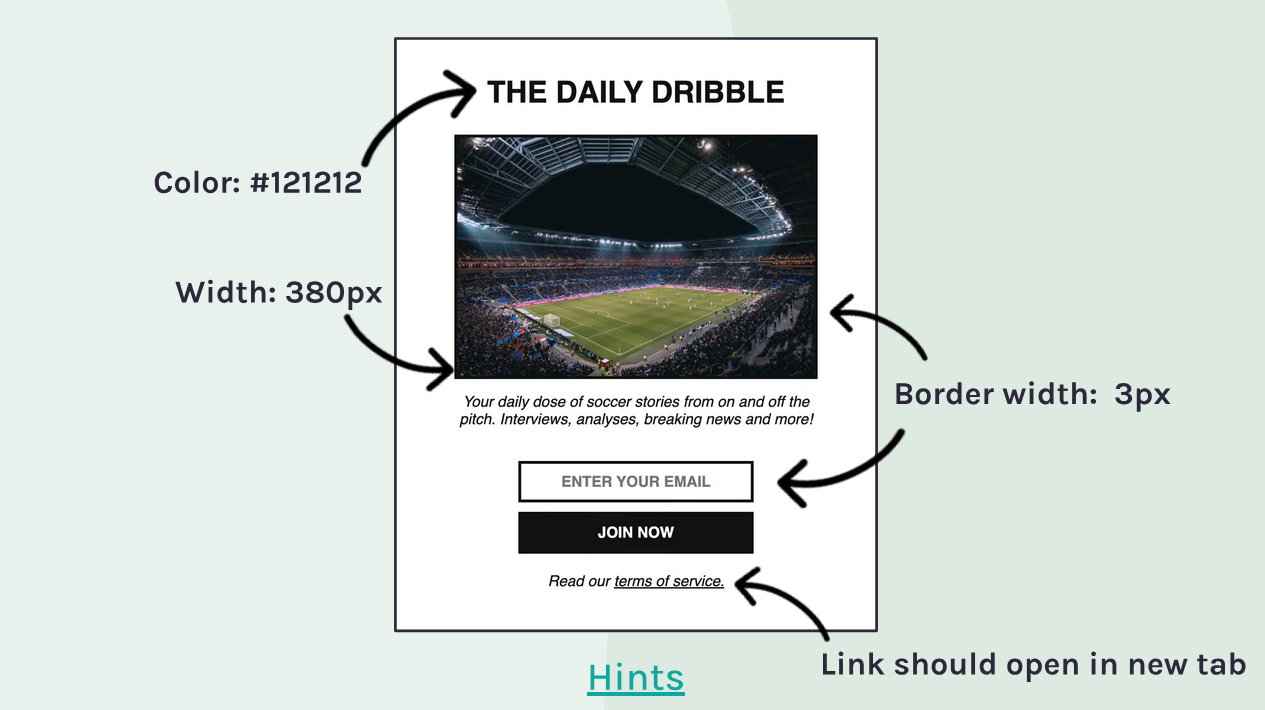 THE DAILY DRIBBLE
Color: #121212
Width: 380px
Border width:  3px
Your daily dose of soccer stories from on and off the
pitch. Interviews, analyses, breaking news and more!
ENTER YOUR EMAIL
JOIN NOW
Read our terms of service.
Link should open in new tab
Hints